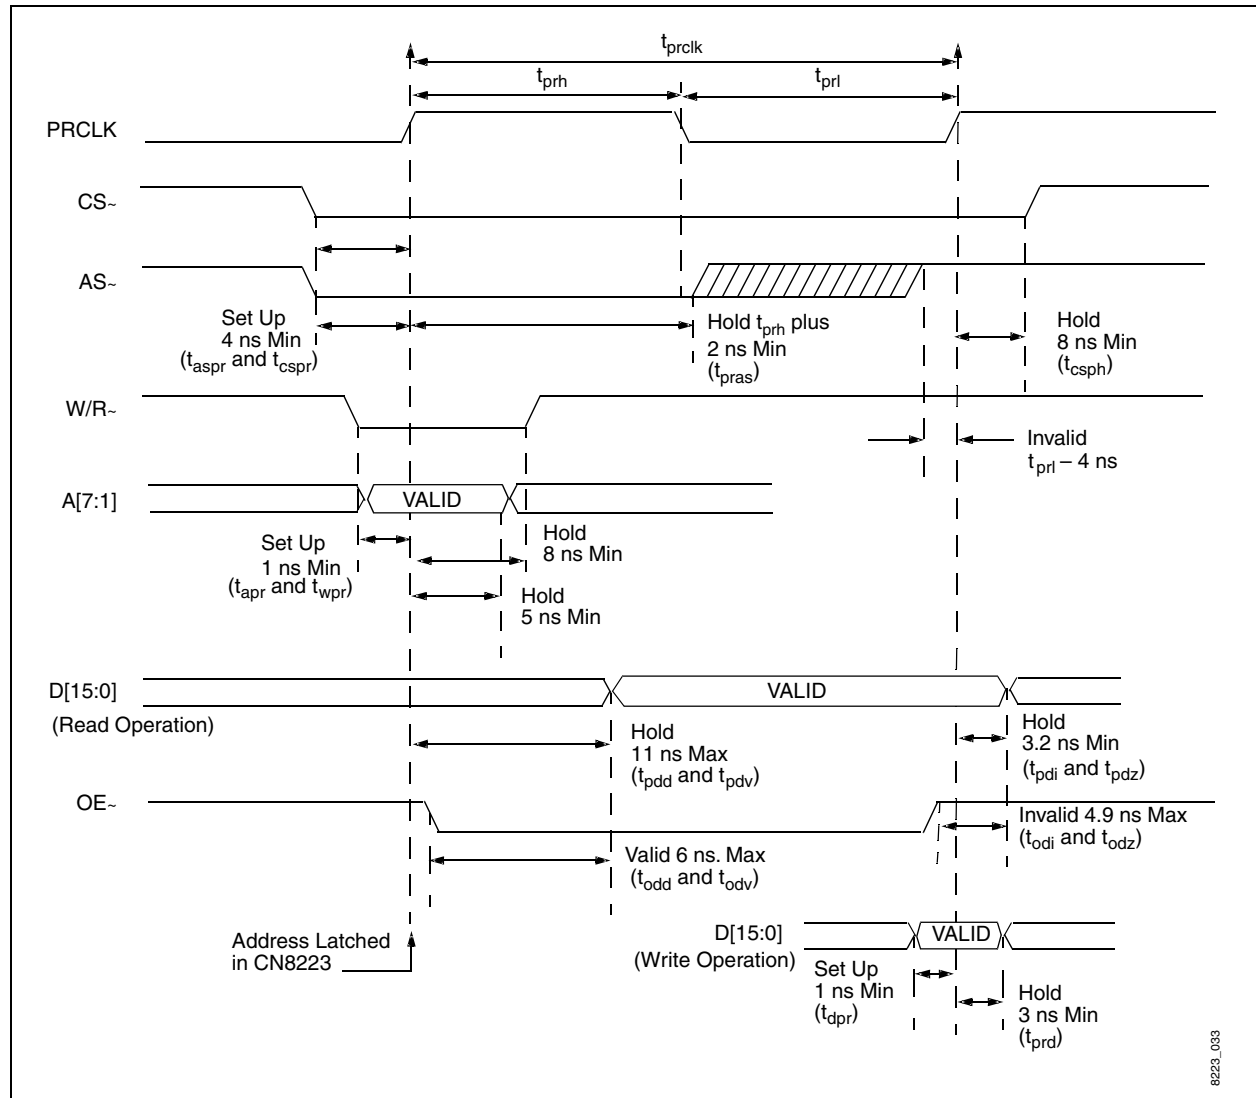 tprclk
tprh
tprl
PRCLK
CS~
AS~
Set Up
4 ns Min
(taspr and tcspr)
Hold tprh plus
2 ns Min
(tpras)
Hold
8 ns Min
(tcsph)
W/R~
Invalid
tprl – 4 ns
A[7:1]
VALID
Set Up
1 ns Min
(tapr and twpr)
Hold
8 ns Min
Hold
5 ns Min
D[15:0]
(Read Operation)
VALID
Hold
11 ns Max
(tpdd and tpdv)
Hold
3.2 ns Min
(tpdi and tpdz)
OE~
Invalid 4.9 ns Max
(todi and todz)
Valid 6 ns. Max
(todd and todv)
Address Latched
in CN8223
D[15:0]
(Write Operation)
VALID
Set Up
1 ns Min
(tdpr)
Hold
3 ns Min
(tprd)
8223_033